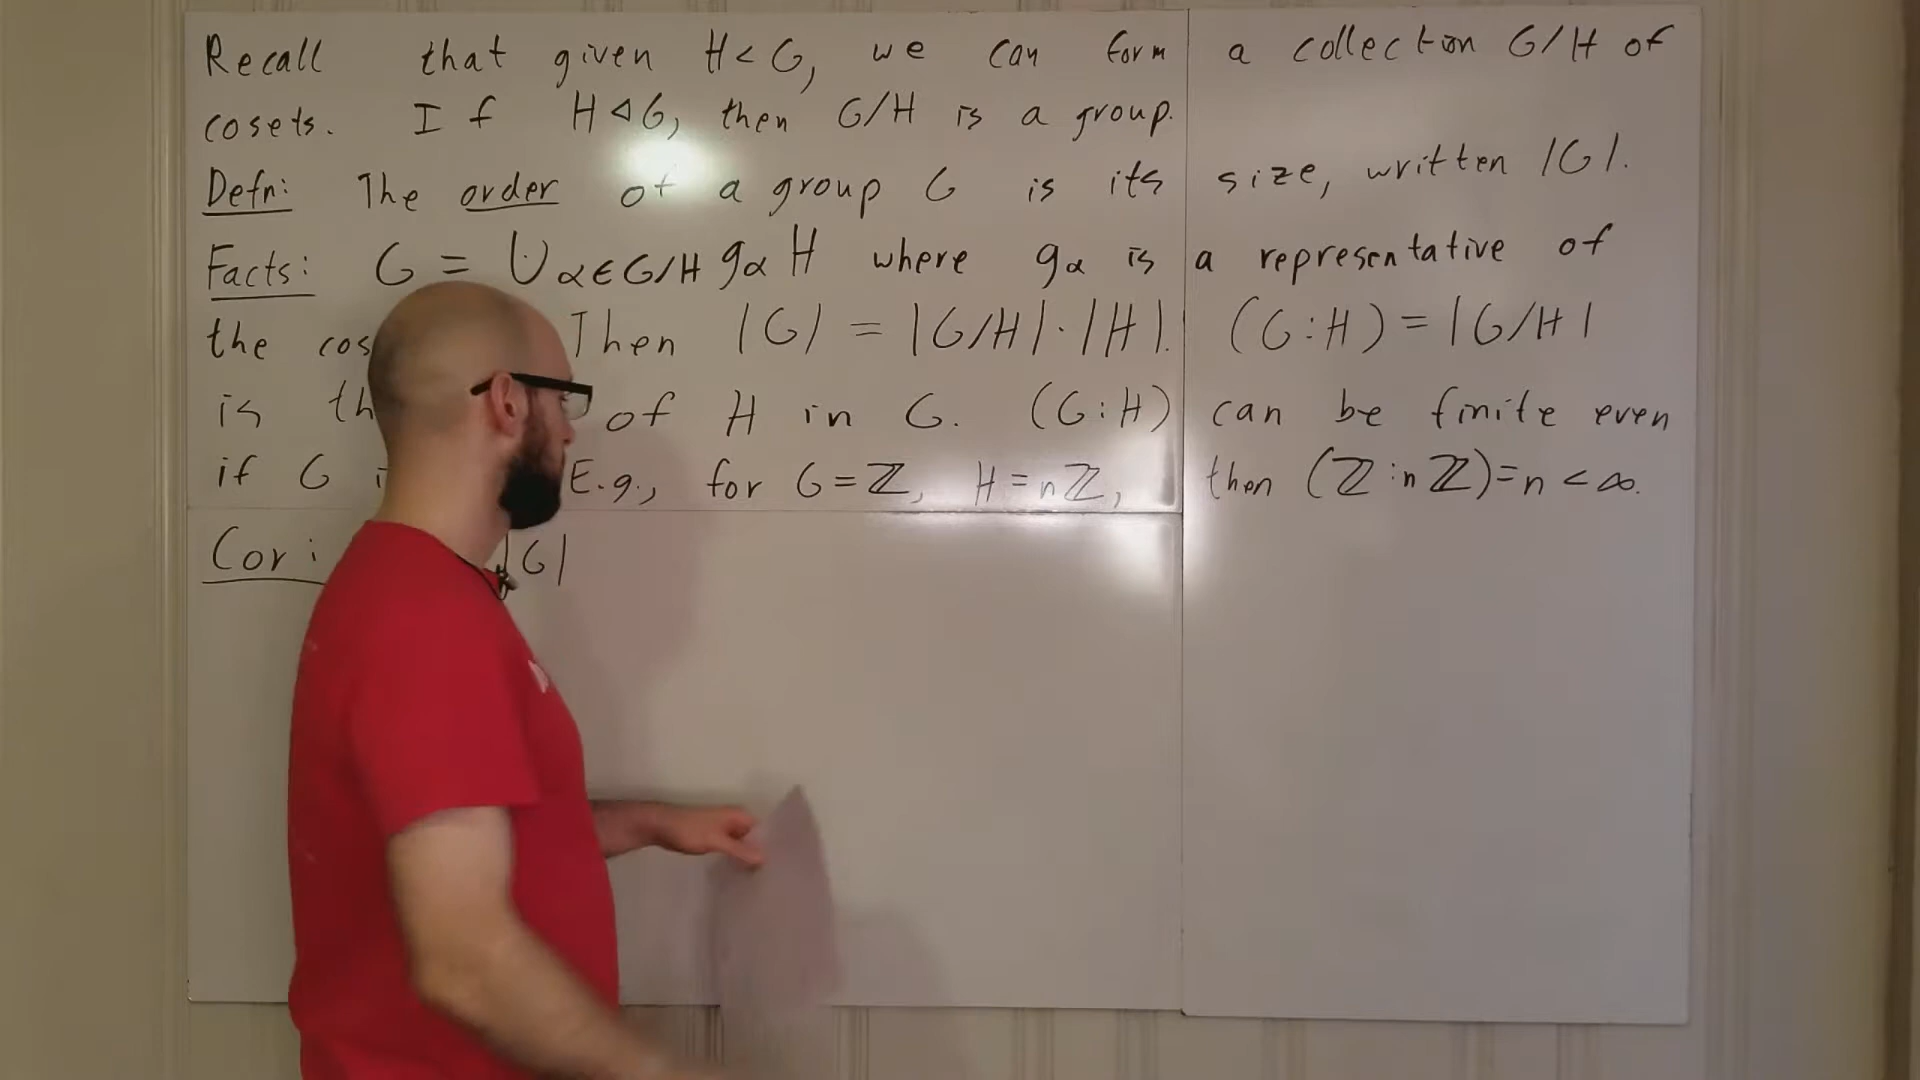 Recall that given H < G, we can form a collection G/H of
cosets. If H ⊲ G, then G/H is a group.
Defn: The order of a group G is its size, written |G|.
Facts: G = ∪̇ α∈G/H gα H where gα is a representative of
the cos Then |G| = |G/H|·|H|. (G:H) = |G/H|
is th of H in G. (G:H) can be finite even
if G i E.g., for G = ℤ, H = nℤ, then (ℤ:nℤ) = n < ∞.
Cor: |G|